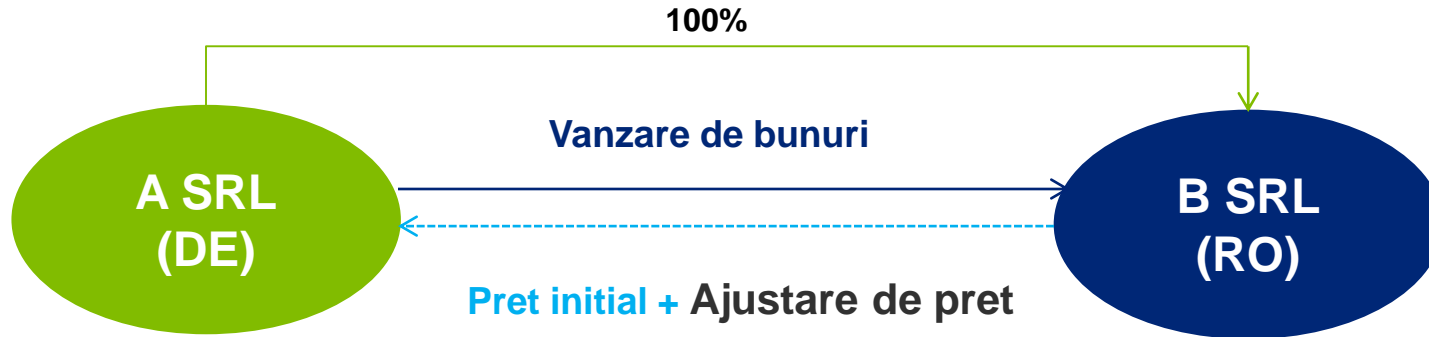 100%
Vanzare de bunuri
A SRL
(DE)
B SRL
(RO)
Pret initial + Ajustare de pret